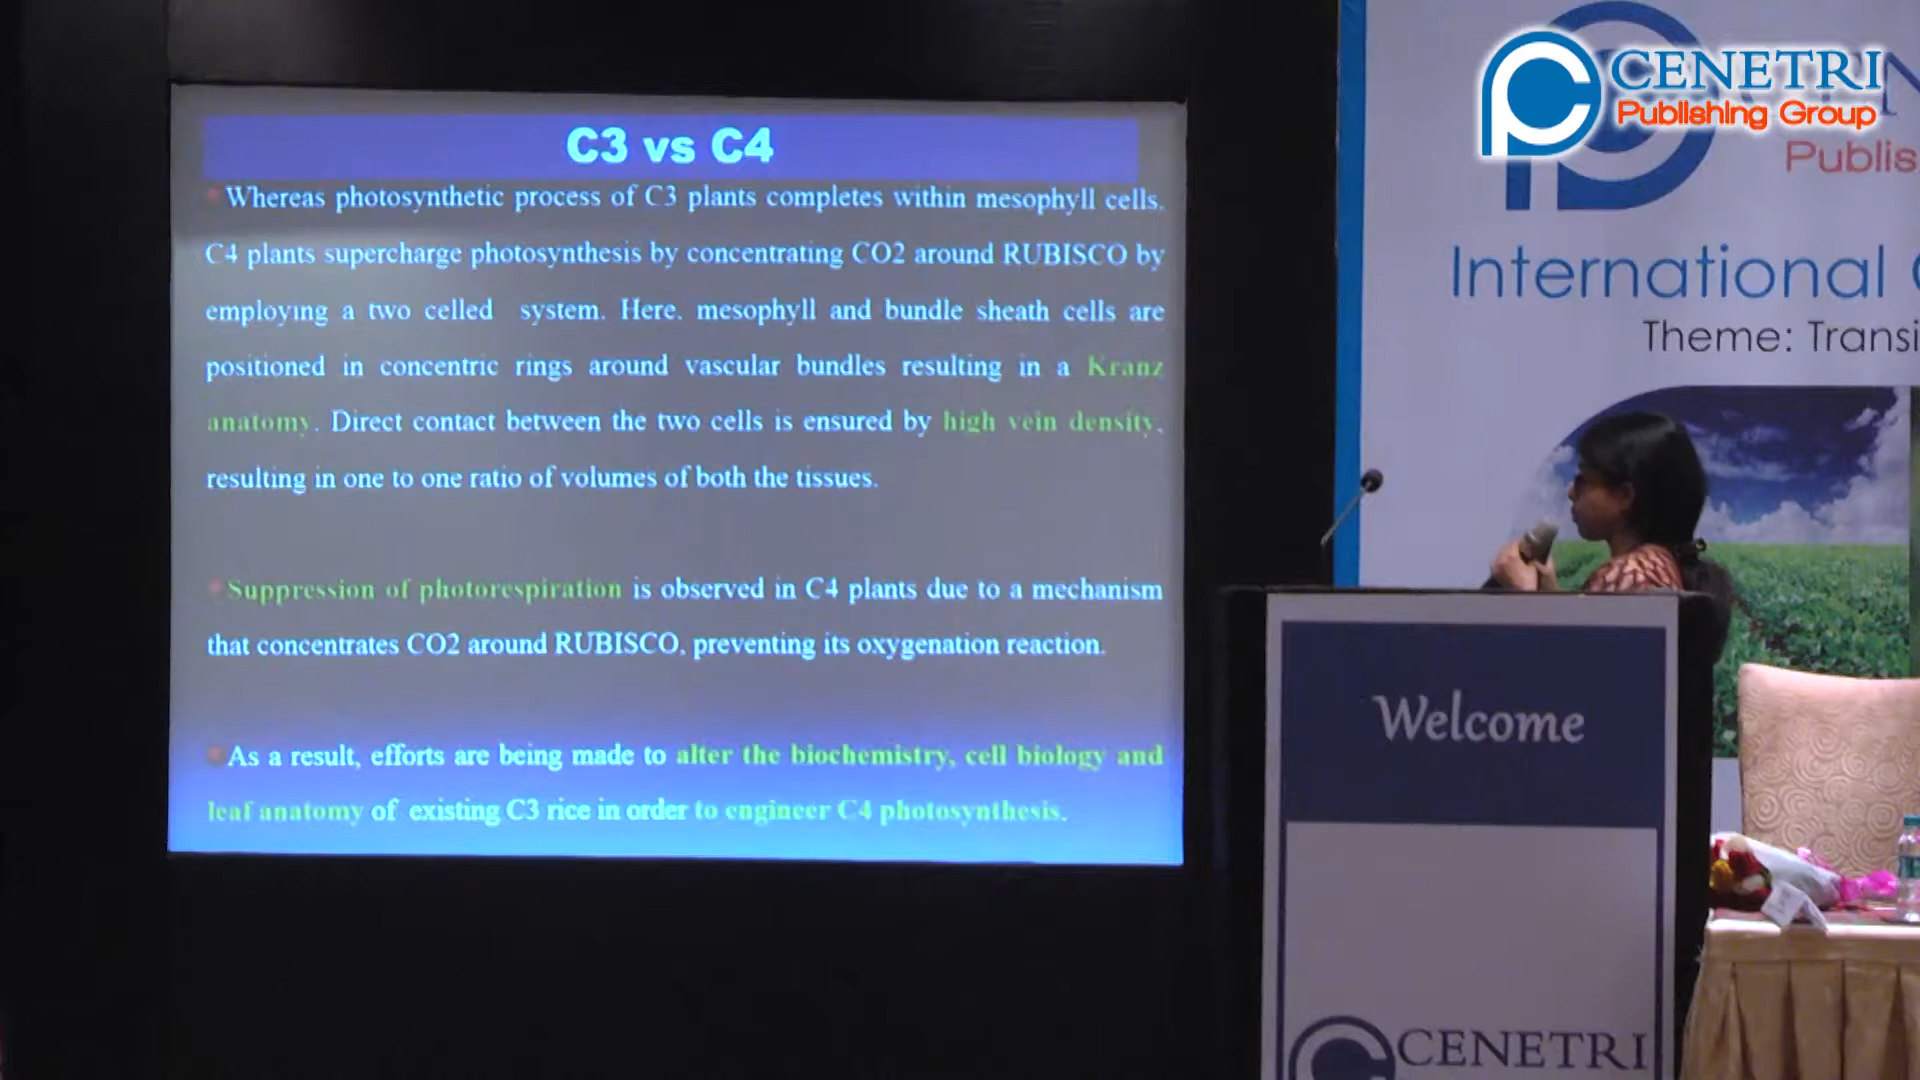 C3 vs C4
Whereas photosynthetic process of C3 plants completes within mesophyll cells,
C4 plants supercharge photosynthesis by concentrating CO2 around RUBISCO by
employing a two celled system. Here, mesophyll and bundle sheath cells are
positioned in concentric rings around vascular bundles resulting in a Kranz
anatomy. Direct contact between the two cells is ensured by high vein density,
resulting in one to one ratio of volumes of both the tissues.
Suppression of photorespiration is observed in C4 plants due to a mechanism
that concentrates CO2 around RUBISCO, preventing its oxygenation reaction.
As a result, efforts are being made to alter the biochemistry, cell biology and
leaf anatomy of existing C3 rice in order to engineer C4 photosynthesis.
CENETRI
Publishing Group
Publis
International
Theme: Transi
Welcome
CENETRI